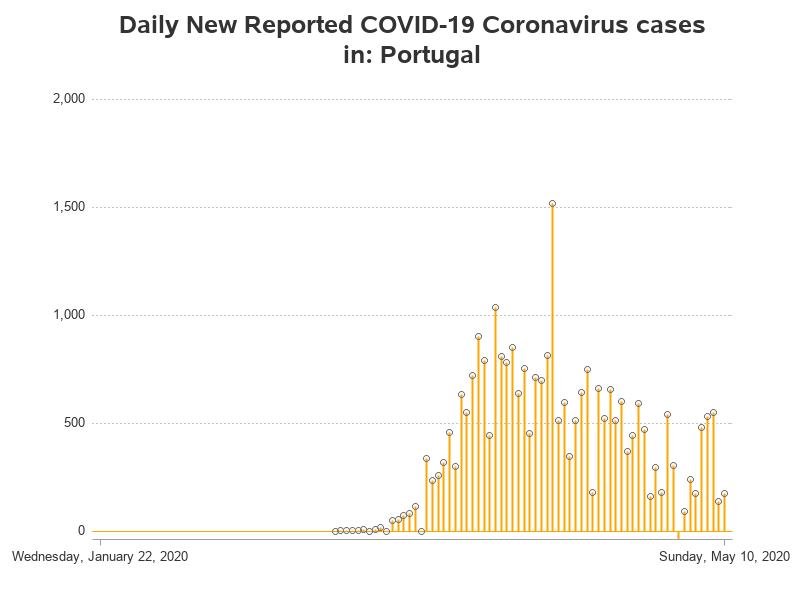 Daily New Reported COVID-19 Coronavirus cases
in: Portugal
2,000
1,500
1,000
500
0
Wednesday, January 22, 2020
Sunday, May 10, 2020